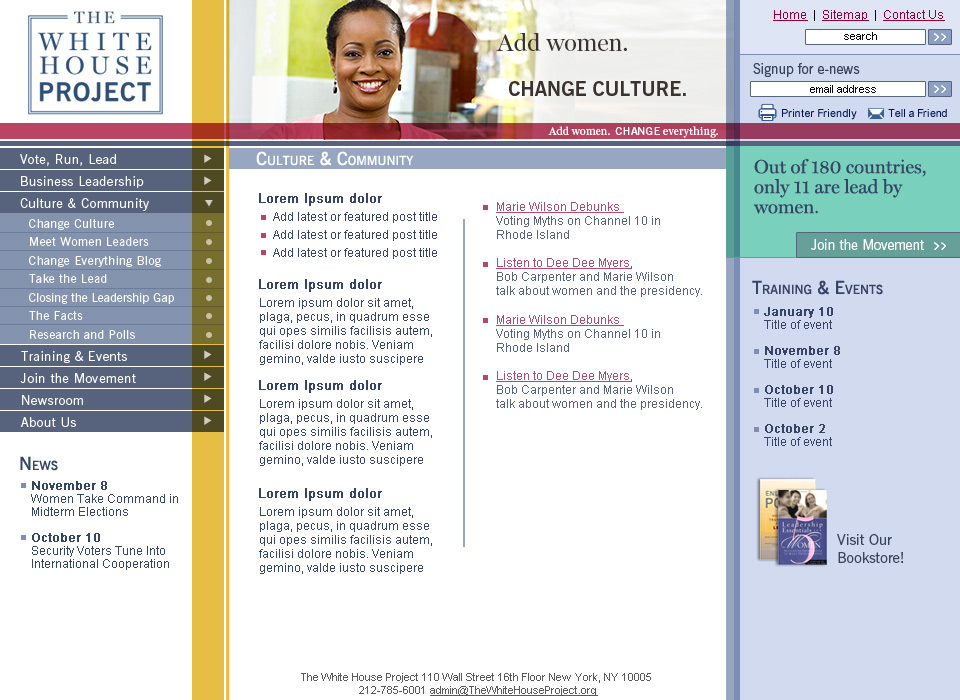 THE
WHITE
HOUSE
PROJECT
Add women.
CHANGE CULTURE.
Add women. CHANGE everything.
Home | Sitemap | Contact Us
search >>
Signup for e-news
email address >>
Printer Friendly Tell a Friend
Vote, Run, Lead
Business Leadership
Culture & Community
Change Culture
Meet Women Leaders
Change Everything Blog
Take the Lead
Closing the Leadership Gap
The Facts
Research and Polls
Training & Events
Join the Movement
Newsroom
About Us
NEWS
November 8
Women Take Command in
Midterm Elections
October 10
Security Voters Tune Into
International Cooperation
CULTURE & COMMUNITY
Lorem Ipsum dolor
Add latest or featured post title
Add latest or featured post title
Add latest or featured post title
Lorem Ipsum dolor
Lorem ipsum dolor sit amet,
plaga, pecus, in quadrum esse
qui opes similis facilisis autem,
facilisi dolore nobis. Veniam
gemino, valde iusto suscipere
Lorem Ipsum dolor
Lorem ipsum dolor sit amet,
plaga, pecus, in quadrum esse
qui opes similis facilisis autem,
facilisi dolore nobis. Veniam
gemino, valde iusto suscipere
Lorem Ipsum dolor
Lorem ipsum dolor sit amet,
plaga, pecus, in quadrum esse
qui opes similis facilisis autem,
facilisi dolore nobis. Veniam
gemino, valde iusto suscipere
Marie Wilson Debunks
Voting Myths on Channel 10 in
Rhode Island
Listen to Dee Dee Myers,
Bob Carpenter and Marie Wilson
talk about women and the presidency.
Marie Wilson Debunks
Voting Myths on Channel 10 in
Rhode Island
Listen to Dee Dee Myers,
Bob Carpenter and Marie Wilson
talk about women and the presidency.
Out of 180 countries,
only 11 are lead by
women.
Join the Movement >>
TRAINING & EVENTS
January 10
Title of event
November 8
Title of event
October 10
Title of event
October 2
Title of event
Leadership
Essentials
5
WOMEN
Visit Our
Bookstore!
The White House Project 110 Wall Street 16th Floor New York, NY 10005
212-785-6001 admin@TheWhiteHouseProject.org